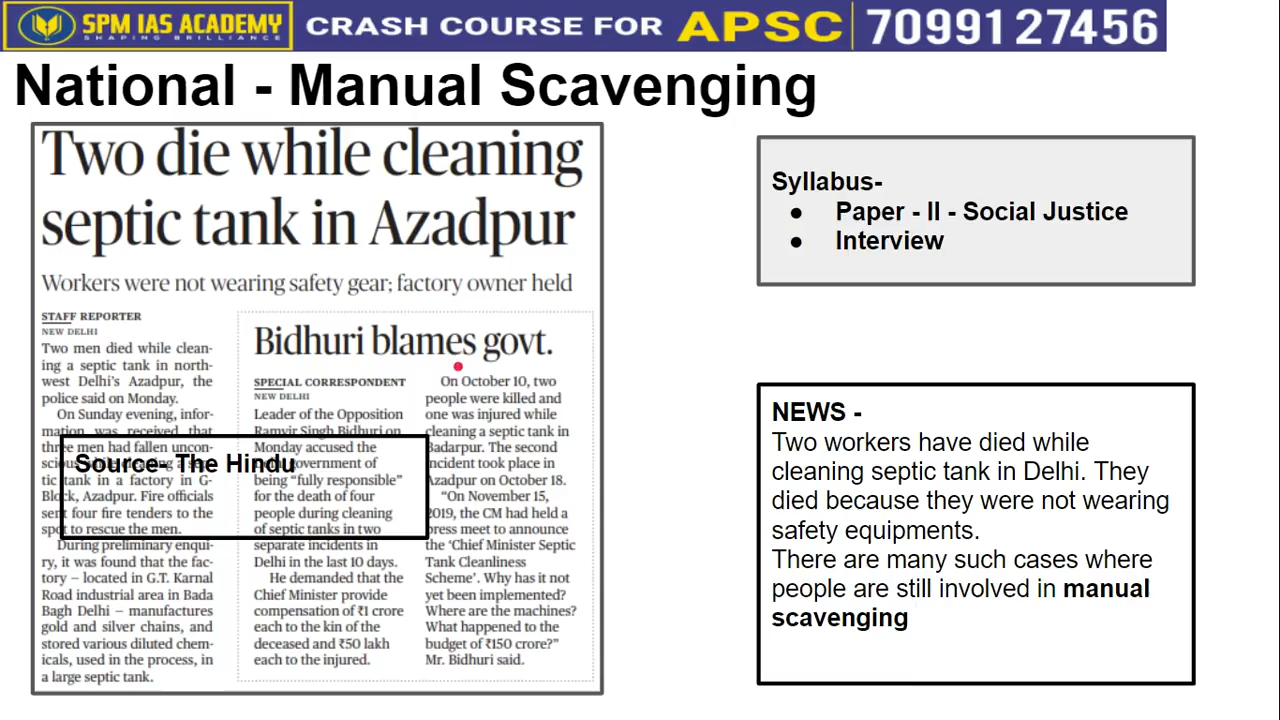 SPM IAS ACADEMY
SHAPING BRILLIANCE
CRASH COURSE FOR APSC 70991 27456
National - Manual Scavenging
Two die while cleaning
septic tank in Azadpur
Workers were not wearing safety gear; factory owner held
STAFF REPORTER
NEW DELHI
Two men died while clean-
ing a septic tank in north-
west Delhi's Azadpur, the
police said on Monday.
On Sunday evening, infor-
mation was received that
three men had fallen uncon-
scious while cleaning a sep-
tic tank in a factory in G-
Block, Azadpur. Fire officials
sent four fire tenders to the
spot to rescue the men.
During preliminary enqui-
ry, it was found that the fac-
tory – located in G.T. Karnal
Road industrial area in Bada
Bagh Delhi – manufactures
gold and silver chains, and
stored various diluted chem-
icals, used in the process, in
a large septic tank.
Bidhuri blames govt.
SPECIAL CORRESPONDENT
NEW DELHI
Leader of the Opposition
Ramvir Singh Bidhuri on
Monday accused the
government of
being "fully responsible"
for the death of four
people during cleaning
of septic tanks in two
separate incidents in
Delhi in the last 10 days.
He demanded that the
Chief Minister provide
compensation of ₹1 crore
each to the kin of the
deceased and ₹50 lakh
each to the injured.
On October 10, two
people were killed and
one was injured while
cleaning a septic tank in
Badarpur. The second
incident took place in
Azadpur on October 18.
"On November 15,
2019, the CM had held a
press meet to announce
the 'Chief Minister Septic
Tank Cleanliness
Scheme'. Why has it not
yet been implemented?
Where are the machines?
What happened to the
budget of ₹150 crore?"
Mr. Bidhuri said.
Source- The Hindu
Syllabus-
● Paper - II - Social Justice
● Interview
NEWS -
Two workers have died while
cleaning septic tank in Delhi. They
died because they were not wearing
safety equipments.
There are many such cases where
people are still involved in manual
scavenging